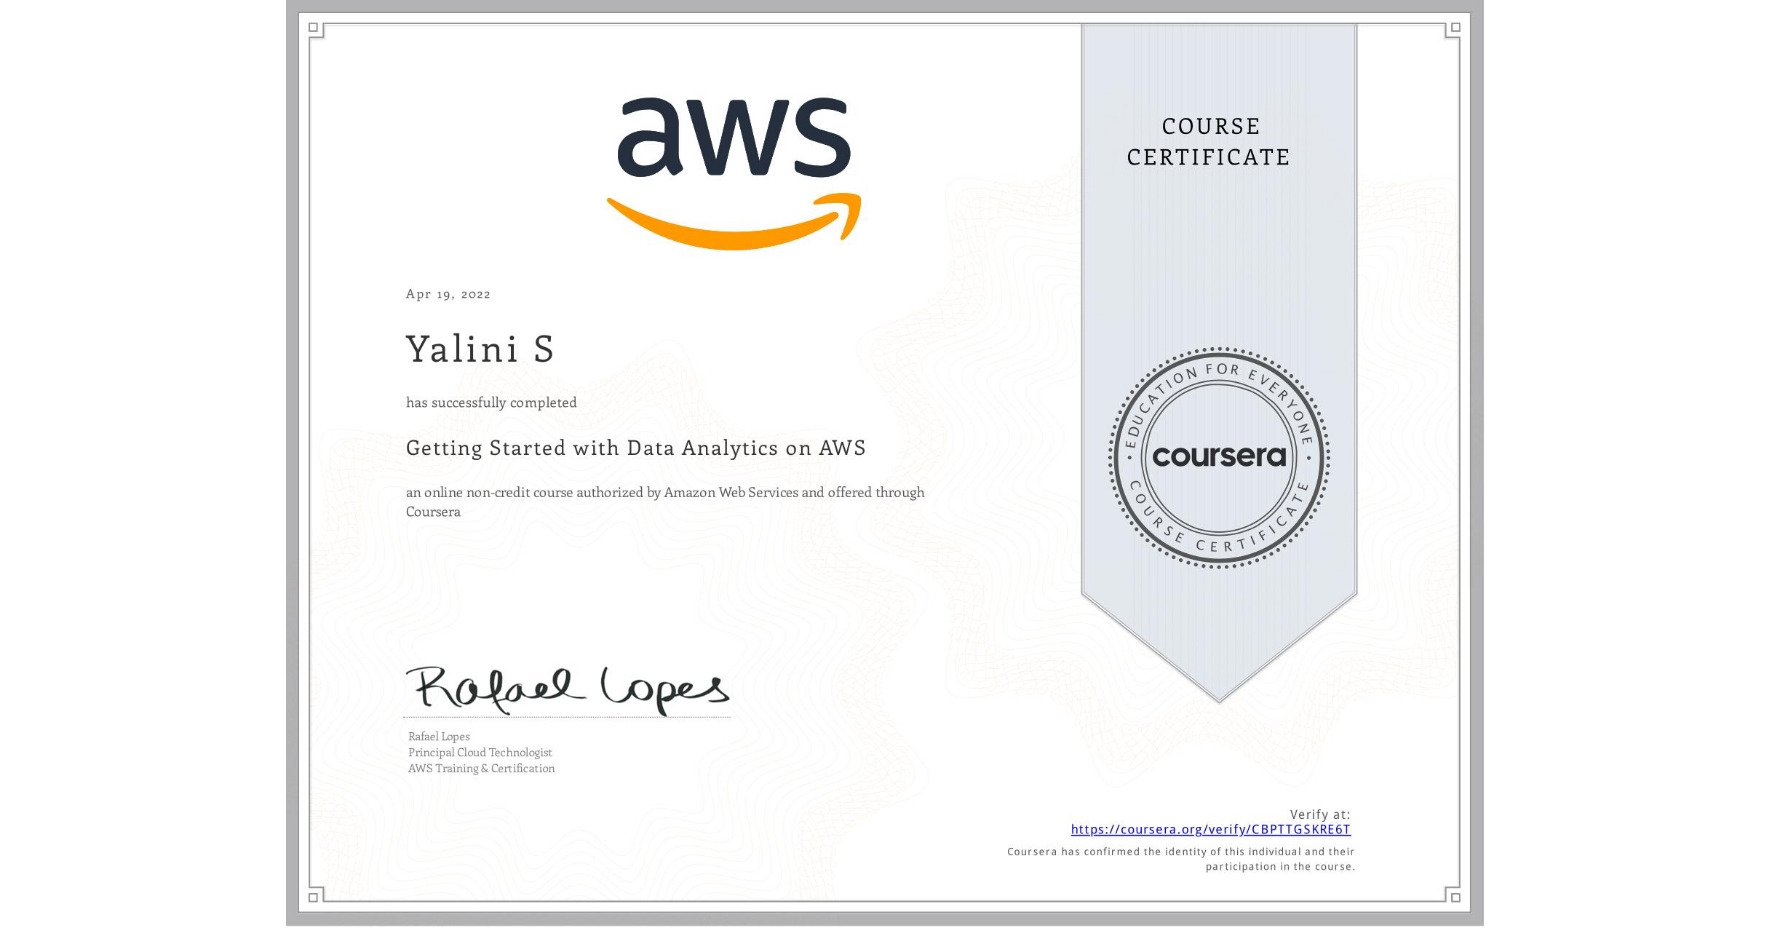 aws
COURSE
CERTIFICATE
Apr 19, 2022
Yalini S
has successfully completed
Getting Started with Data Analytics on AWS
an online non-credit course authorized by Amazon Web Services and offered through
Coursera
EDUCATION FOR EVERYONE
coursera
COURSE CERTIFICATE
Rafael Lopes
Rafael Lopes
Principal Cloud Technologist
AWS Training & Certification
Verify at:
https://coursera.org/verify/CBPTTGSKRE6T
Coursera has confirmed the identity of this individual and their
participation in the course.